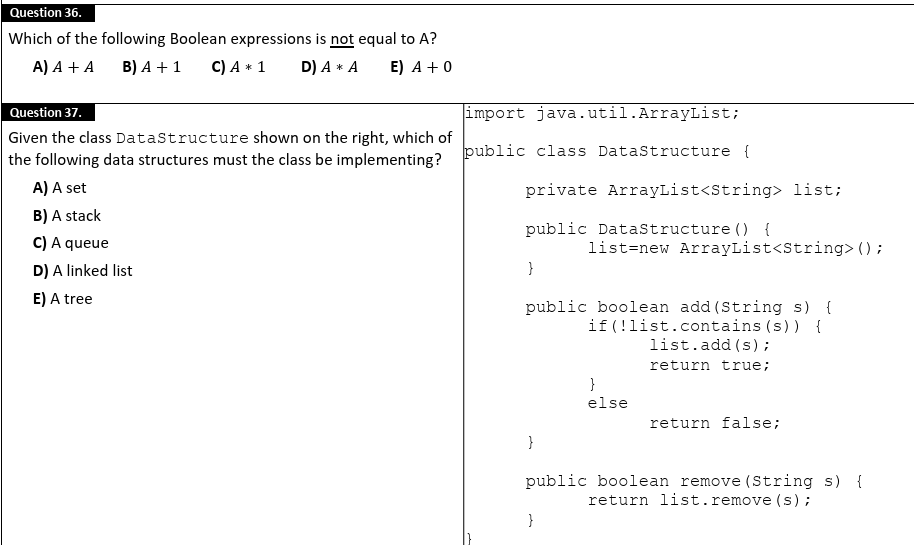 Question 36.
Which of the following Boolean expressions is not equal to A?
A) A + A B) A + 1 C) A * 1 D) A * A E) A + 0
Question 37.
Given the class DataStructure shown on the right, which of
the following data structures must the class be implementing?
A) A set
B) A stack
C) A queue
D) A linked list
E) A tree
import java.util.ArrayList;
public class DataStructure {
private ArrayList<String> list;
public DataStructure() {
list=new ArrayList<String>();
}
public boolean add(String s) {
if(!list.contains(s)) {
list.add(s);
return true;
}
else
return false;
}
public boolean remove(String s) {
return list.remove(s);
}
}